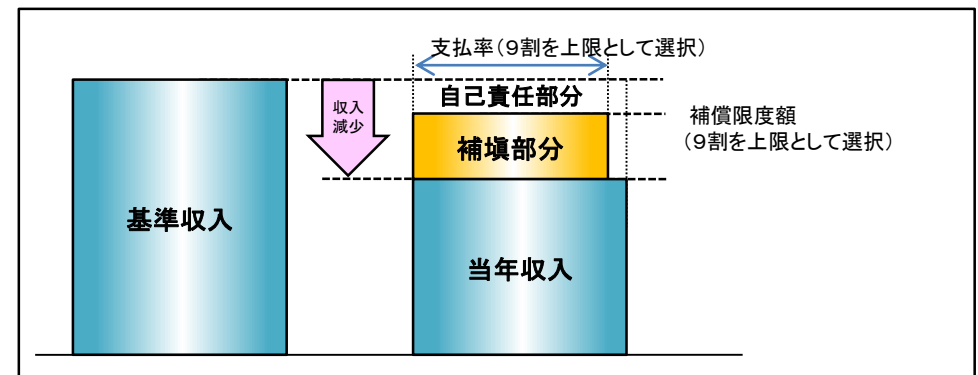 支払率（９割を上限として選択）
自己責任部分
収入
減少
補償限度額
（９割を上限として選択）
補塡部分
基準収入
当年収入